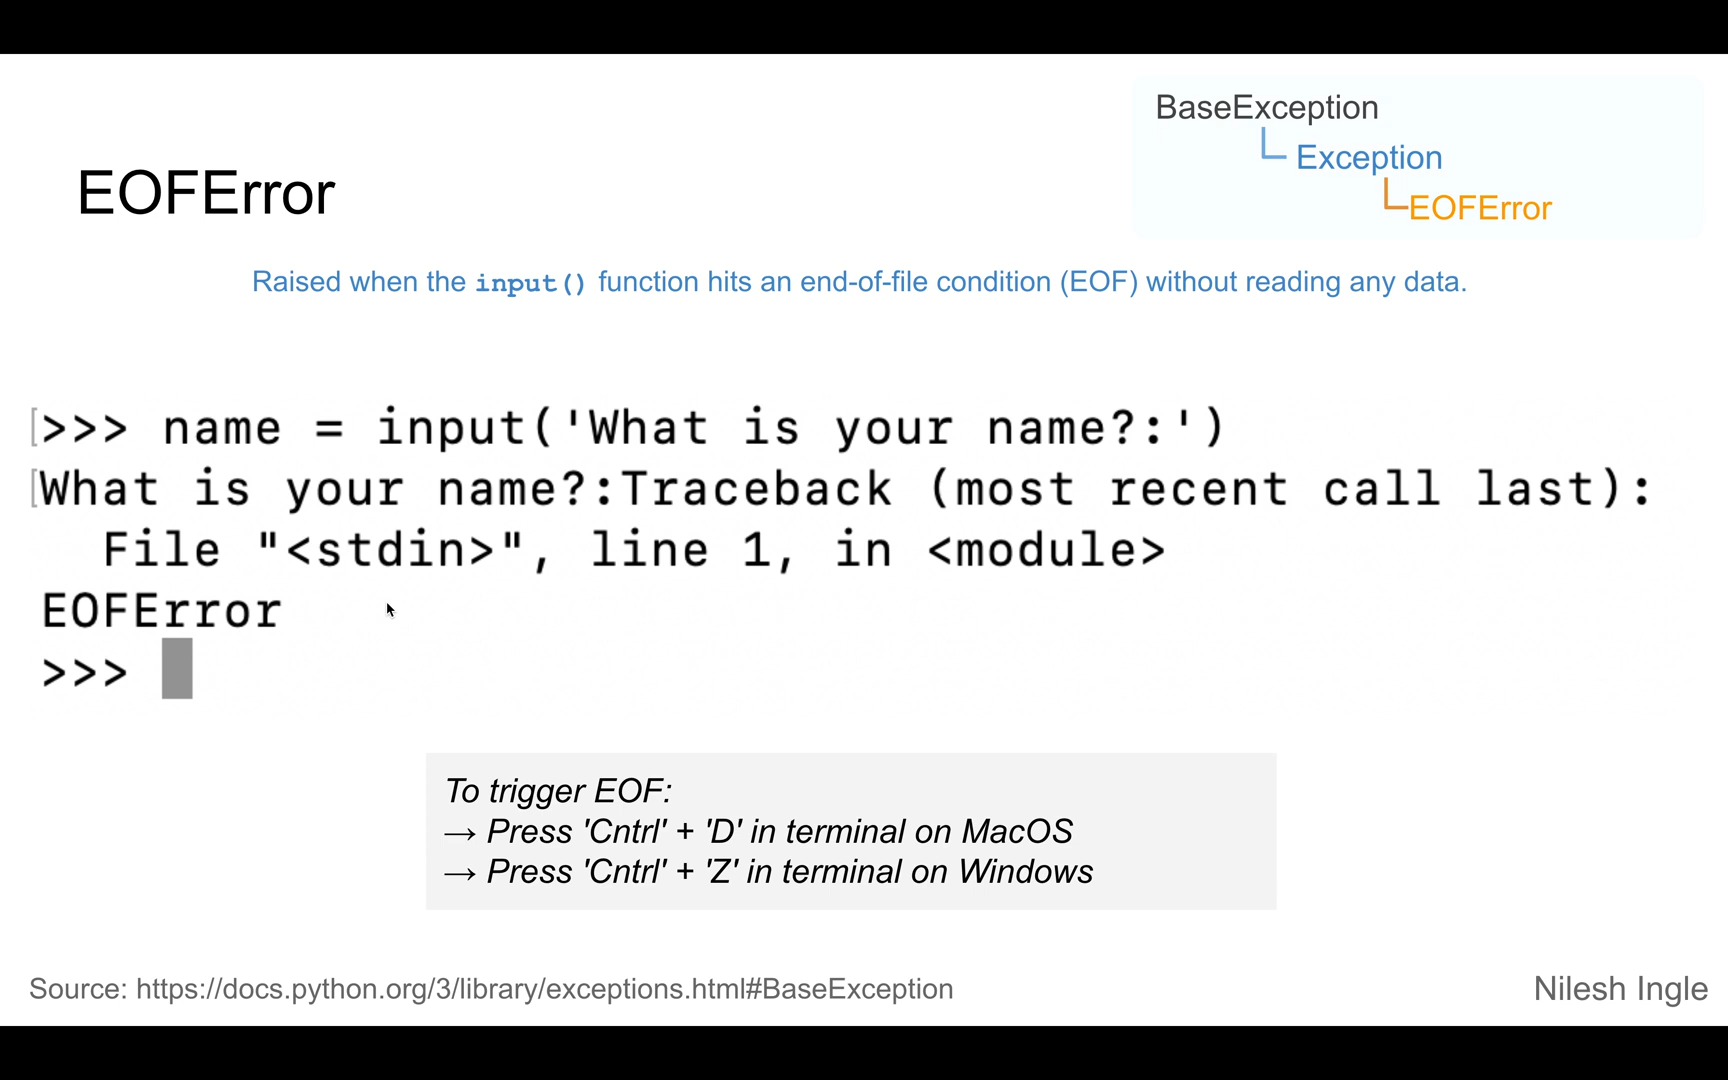 BaseException
Exception
EOFError
EOFError
Raised when the input() function hits an end-of-file condition (EOF) without reading any data.
[>>> name = input('What is your name?:')
[What is your name?:Traceback (most recent call last):
  File "<stdin>", line 1, in <module>
EOFError
>>>
To trigger EOF:
→ Press 'Cntrl' + 'D' in terminal on MacOS
→ Press 'Cntrl' + 'Z' in terminal on Windows
Source: https://docs.python.org/3/library/exceptions.html#BaseException
Nilesh Ingle